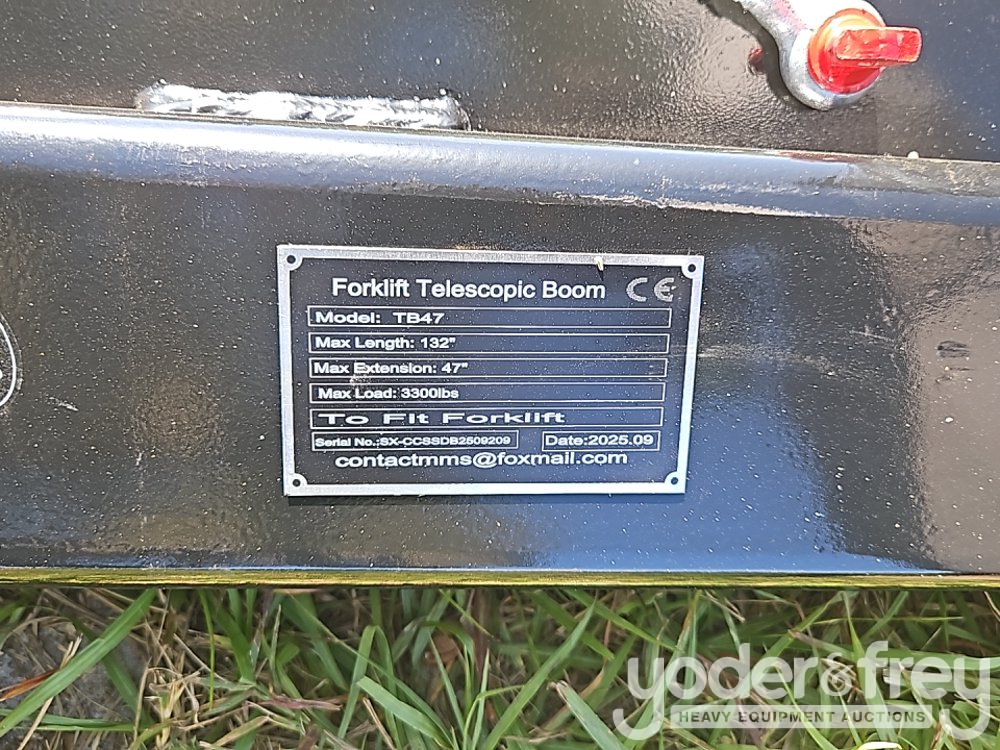 Forklift Telescopic Boom CE
Model: TB47
Max Length: 132"
Max Extension: 47"
Max Load: 3300lbs
To Fit Forklift
Serial No.:SX-CCSSDB2509209 Date:2025.09
contactmms@foxmail.com
yoder&frey
HEAVY EQUIPMENT AUCTIONS